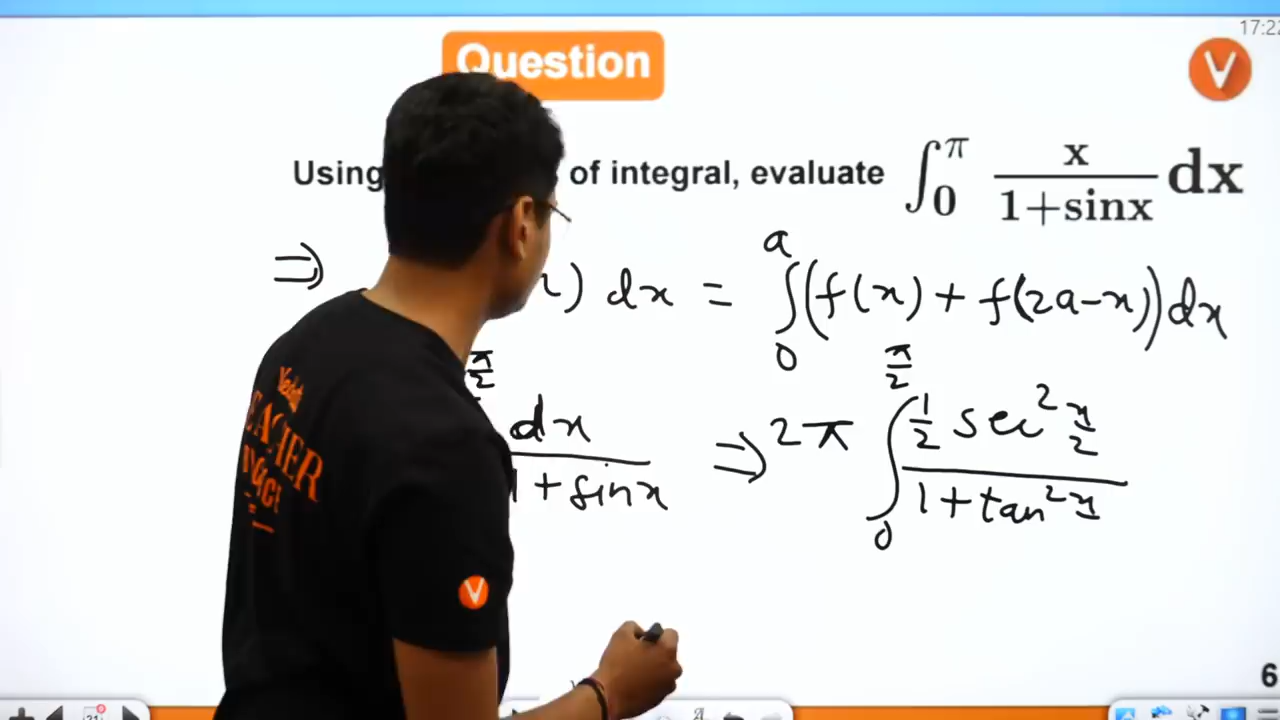 17:22
Question
Using of integral, evaluate ∫₀^π x/(1+sinx) dx
⇒ ) dx = ∫₀^a (f(x) + f(2a-x)) dx
π/2 dx/(1 + sinx) ⇒ 2π ∫₀^(π/2) (1/2 sec² x/2)/(1 + tan² x/2)
6